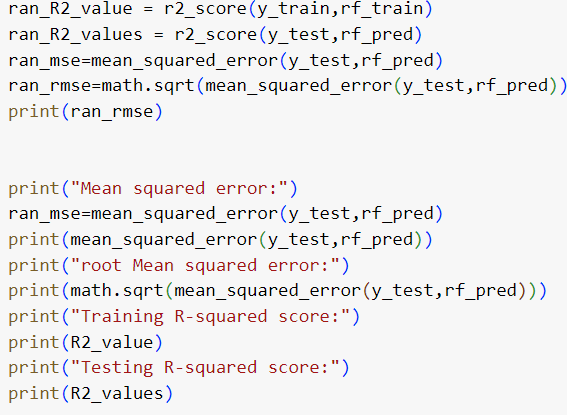 ran_R2_value = r2_score(y_train,rf_train)
ran_R2_values = r2_score(y_test,rf_pred)
ran_mse=mean_squared_error(y_test,rf_pred)
ran_rmse=math.sqrt(mean_squared_error(y_test,rf_pred))
print(ran_rmse)
print("Mean squared error:")
ran_mse=mean_squared_error(y_test,rf_pred)
print(mean_squared_error(y_test,rf_pred))
print("root Mean squared error:")
print(math.sqrt(mean_squared_error(y_test,rf_pred)))
print("Training R-squared score:")
print(R2_value)
print("Testing R-squared score:")
print(R2_values)